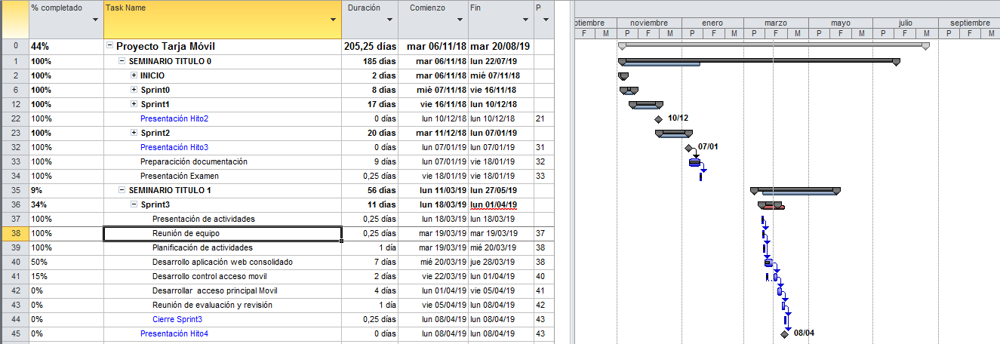 % completado Task Name Duración Comienzo Fin P
ptiembre noviembre enero marzo mayo julio septiembre
F M P F M P F M P F M P F M P F M
0 44% Proyecto Tarja Móvil 205,25 días mar 06/11/18 mar 20/08/19
1 100% SEMINARIO TITULO 0 185 días mar 06/11/18 lun 22/07/19
2 100% INICIO 2 días mar 06/11/18 mié 07/11/18
6 100% Sprint0 8 días mié 07/11/18 vie 16/11/18
12 100% Sprint1 17 días vie 16/11/18 lun 10/12/18
22 100% Presentación Hito2 0 días lun 10/12/18 lun 10/12/18 21 10/12
23 100% Sprint2 20 días mar 11/12/18 lun 07/01/19
32 100% Presentación Hito3 0 días lun 07/01/19 lun 07/01/19 31 07/01
33 100% Preparacición documentación 9 días lun 07/01/19 vie 18/01/19 32
34 100% Presentación Examen 0,25 días vie 18/01/19 vie 18/01/19 33
35 9% SEMINARIO TITULO 1 56 días lun 11/03/19 lun 27/05/19
36 34% Sprint3 11 días lun 18/03/19 lun 01/04/19
37 100% Presentación de actividades 0,25 días lun 18/03/19 lun 18/03/19
38 100% Reunión de equipo 0,25 días mar 19/03/19 mar 19/03/19 37
39 100% Planificación de actividades 1 día mar 19/03/19 mié 20/03/19 38
40 50% Desarrollo aplicación web consolidado 7 días mié 20/03/19 jue 28/03/19 38
41 15% Desarrollo control acceso movil 2 días vie 22/03/19 lun 01/04/19 40
42 0% Desarrollar acceso principal Movil 4 días lun 01/04/19 vie 05/04/19 41
43 0% Reunión de evaluación y revisión 1 día vie 05/04/19 lun 08/04/19 42
44 0% Cierre Sprint3 0,25 días lun 08/04/19 lun 08/04/19 43
45 0% Presentación Hito4 0 días lun 08/04/19 lun 08/04/19 43 08/04